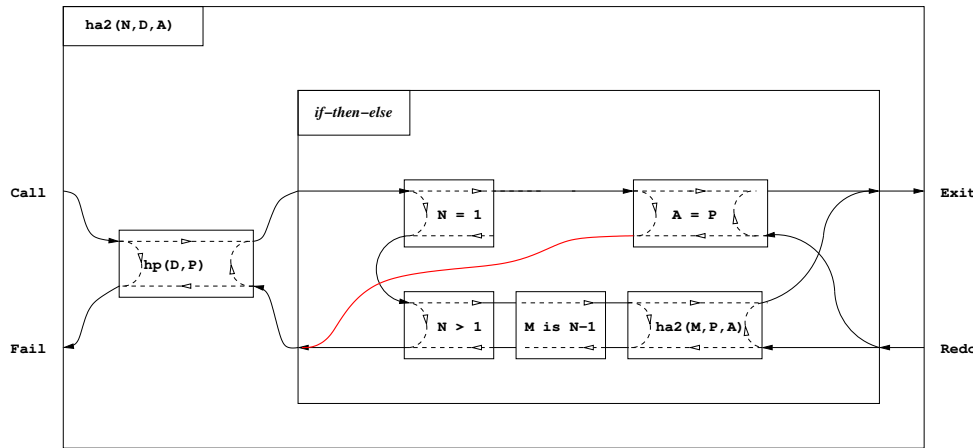 ha2(N,D,A)
if-then-else
Call
Exit
N = 1
A = P
hp(D,P)
N > 1
M is N-1
ha2(M,P,A)
Fail
Redo